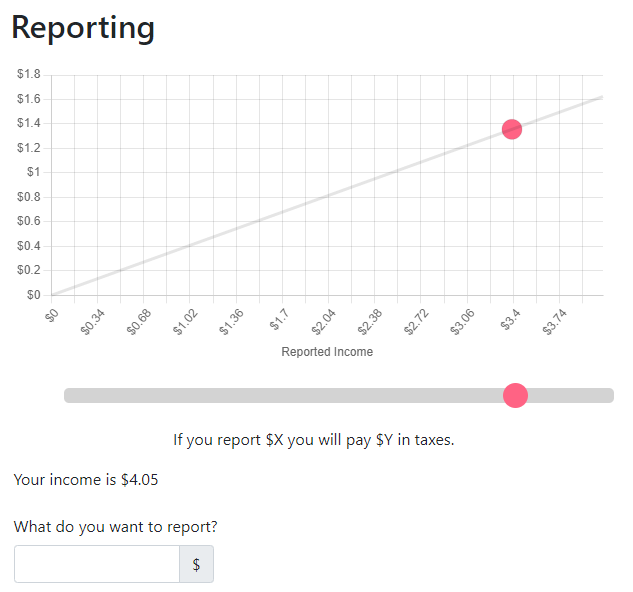 Reporting
$1.8
$1.6
$1.4
$1.2
$1
$0.8
$0.6
$0.4
$0.2
$0
$0 $0.34 $0.68 $1.02 $1.36 $1.7 $2.04 $2.38 $2.72 $3.06 $3.4 $3.74
Reported Income
If you report $X you will pay $Y in taxes.
Your income is $4.05
What do you want to report?
$